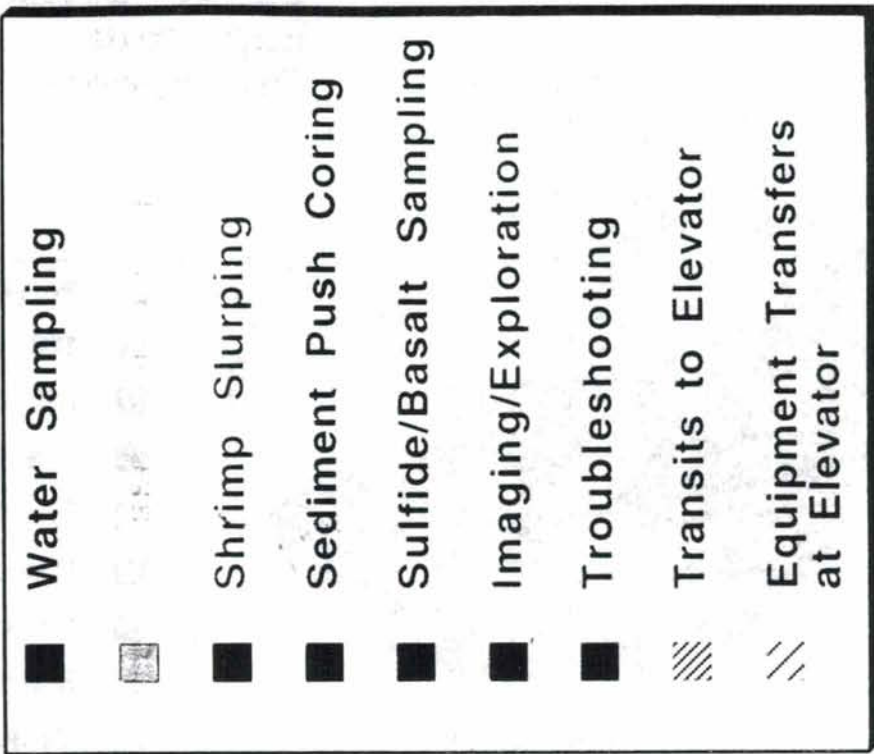 Water Sampling
Shrimp Slurping
Sediment Push Coring
Sulfide/Basalt Sampling
Imaging/Exploration
Troubleshooting
Transits to Elevator
Equipment Transfers
at Elevator